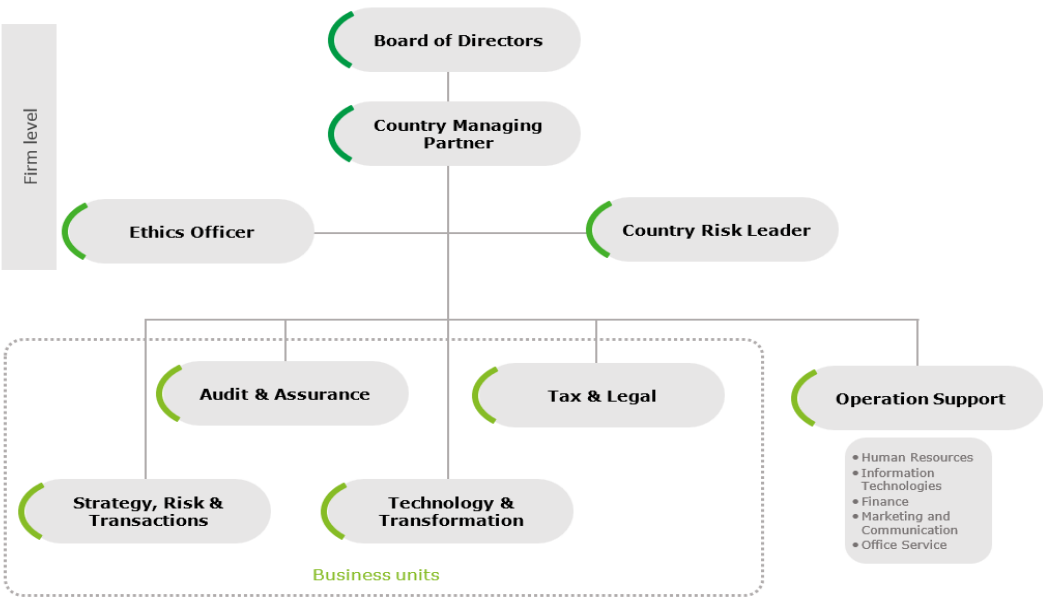 Board of Directors
Firm level
Country Managing
Partner
Ethics Officer
Country Risk Leader
Audit & Assurance
Tax & Legal
Operation Support
• Human Resources
• Information
Technologies
• Finance
• Marketing and
Communication
• Office Service
Strategy, Risk &
Transactions
Technology &
Transformation
Business units